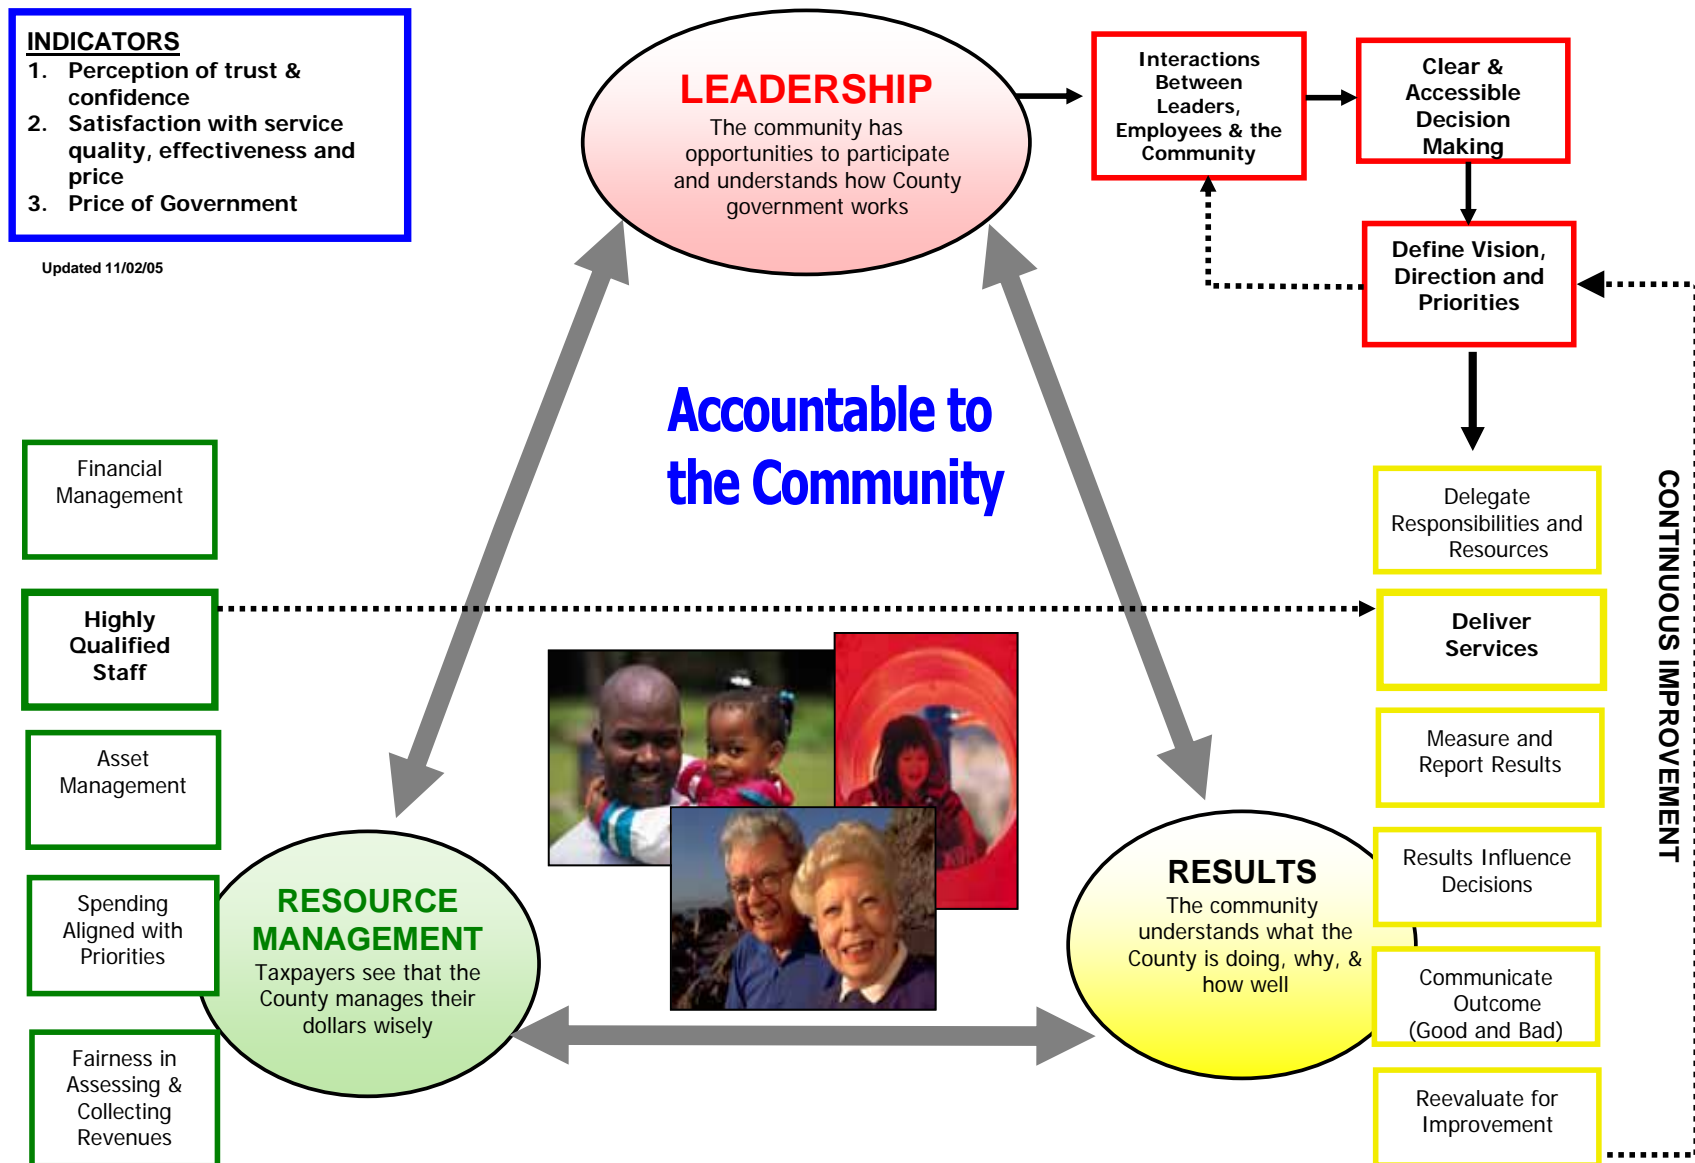 INDICATORS
1. Perception of trust &
confidence
2. Satisfaction with service
quality, effectiveness and
price
3. Price of Government
Updated 11/02/05
LEADERSHIP
The community has
opportunities to participate
and understands how County
government works
Interactions
Between
Leaders,
Employees & the
Community
Clear &
Accessible
Decision
Making
Define Vision,
Direction and
Priorities
Accountable to
the Community
Financial
Management
Highly
Qualified
Staff
Asset
Management
Spending
Aligned with
Priorities
Fairness in
Assessing &
Collecting
Revenues
RESOURCE
MANAGEMENT
Taxpayers see that the
County manages their
dollars wisely
RESULTS
The community
understands what the
County is doing, why, &
how well
Delegate
Responsibilities and
Resources
Deliver
Services
Measure and
Report Results
Results Influence
Decisions
Communicate
Outcome
(Good and Bad)
Reevaluate for
Improvement
CONTINUOUS IMPROVEMENT